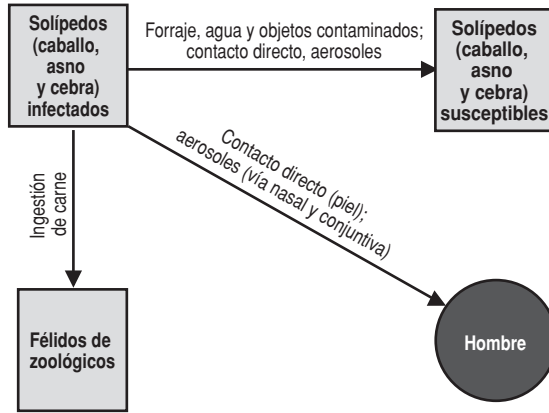 Solípedos
(caballo,
asno
y cebra)
infectados
Forraje, agua y objetos contaminados;
contacto directo, aerosoles
Solípedos
(caballo,
asno
y cebra)
susceptibles
Contacto directo (piel);
aerosoles (vía nasal y conjuntiva)
Ingestión
de carne
Félidos de
zoológicos
Hombre